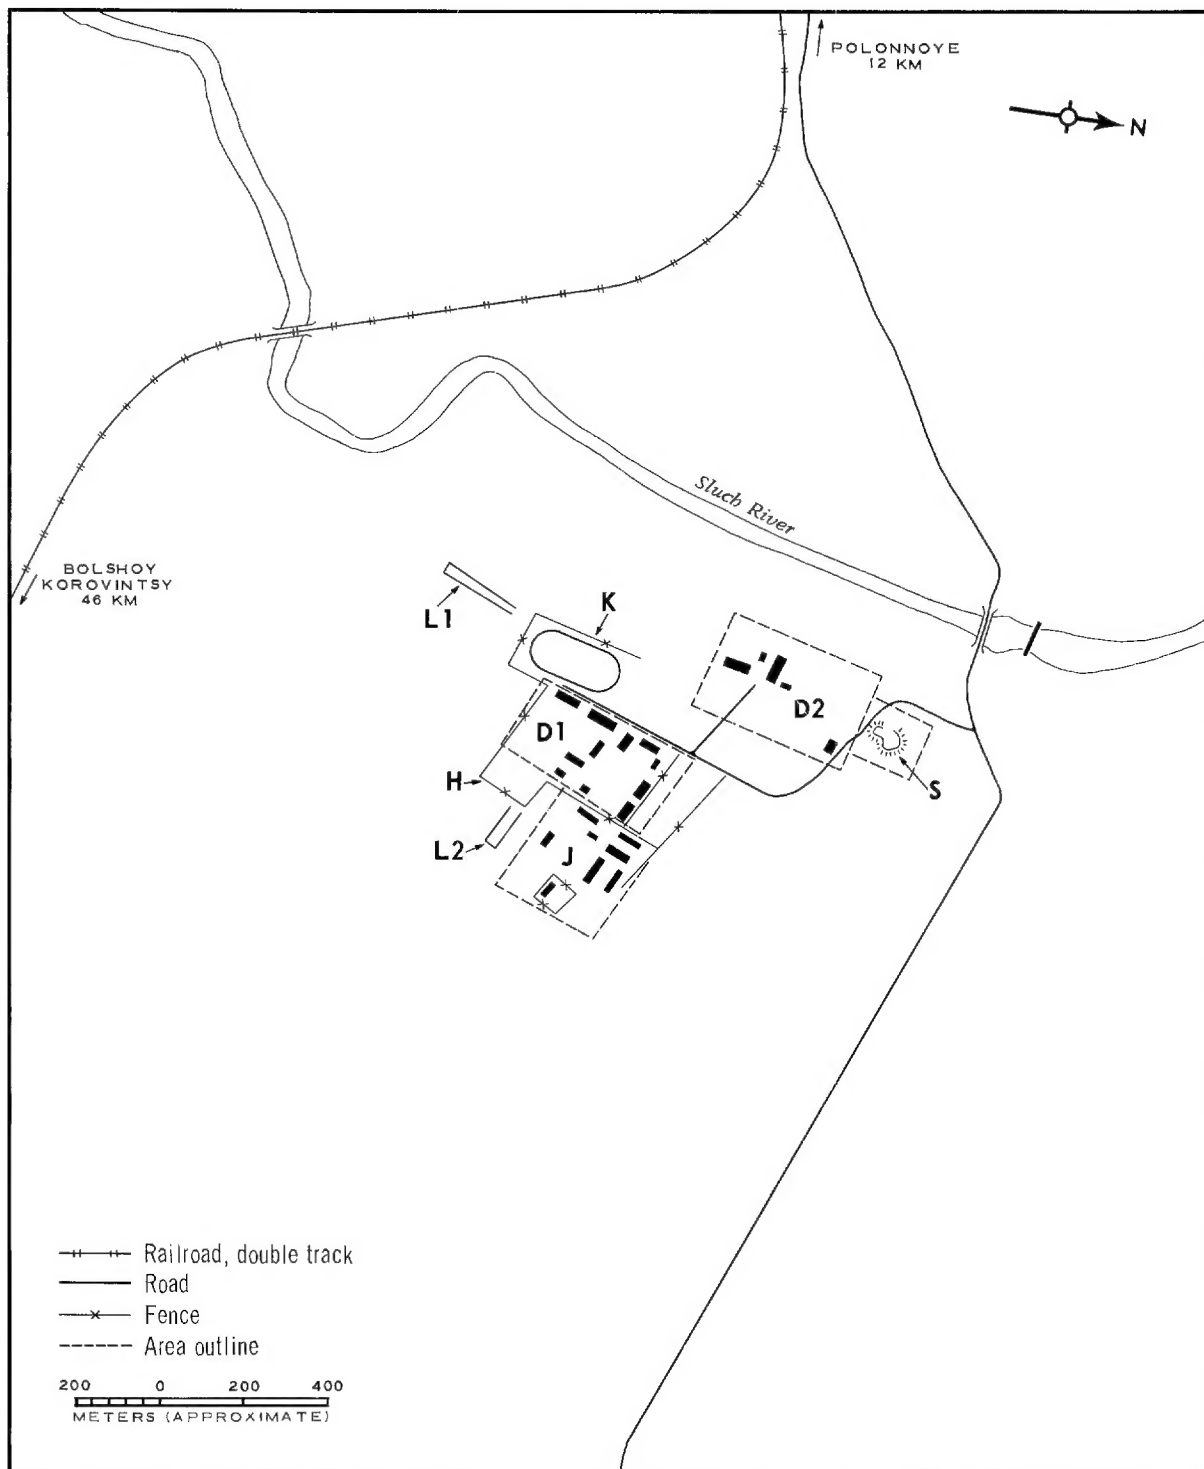 POLONNOYE
12 KM
N
Sluch River
BOLSHOY
KOROVINTSY
46 KM
L1
K
D2
D1
H
S
L2
J
Railroad, double track
Road
Fence
Area outline
200 0 200 400
METERS (APPROXIMATE)